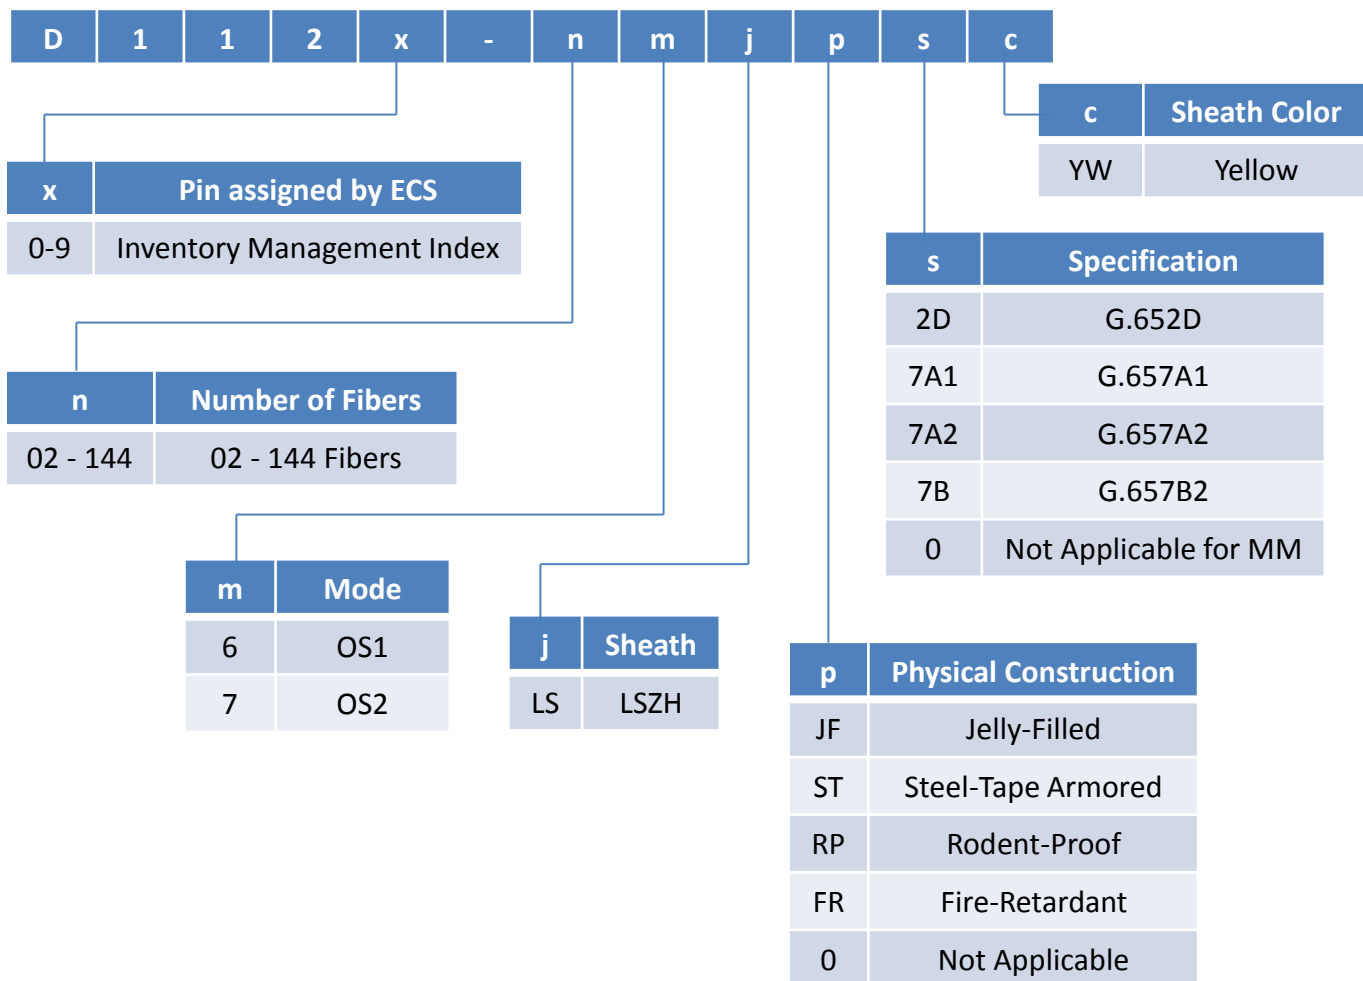 D 1 1 2 x - n m j p s c
c Sheath Color
YW Yellow
x Pin assigned by ECS
0-9 Inventory Management Index
s Specification
2D G.652D
7A1 G.657A1
7A2 G.657A2
7B G.657B2
0 Not Applicable for MM
n Number of Fibers
02 - 144 02 - 144 Fibers
m Mode
6 OS1
7 OS2
j Sheath
LS LSZH
p Physical Construction
JF Jelly-Filled
ST Steel-Tape Armored
RP Rodent-Proof
FR Fire-Retardant
0 Not Applicable